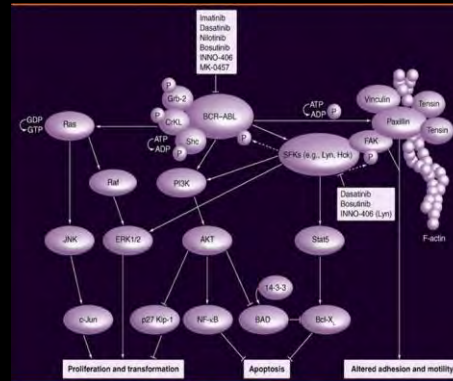 Imatinib
Dasatinib
Nilotinib
Bosutinib
INNO-406
MK-0457
P
Grb-2
CrKL
P
Shc
P
BCR–ABL
P
ATP
ADP
P
ATP
ADP
GDP
GTP
Ras
Vinculin
Tensin
Paxillin
Tensin
FAK
P
SFKs (e.g., Lyn, Hck)
Raf
PI3K
Dasatinib
Bosutinib
INNO-406 (Lyn)
F-actin
JNK
ERK1/2
AKT
Stat5
14-3-3
c-Jun
p27 Kip-1
NF-κB
BAD
Bcl-XL
Proliferation and transformation
Apoptosis
Altered adhesion and motility